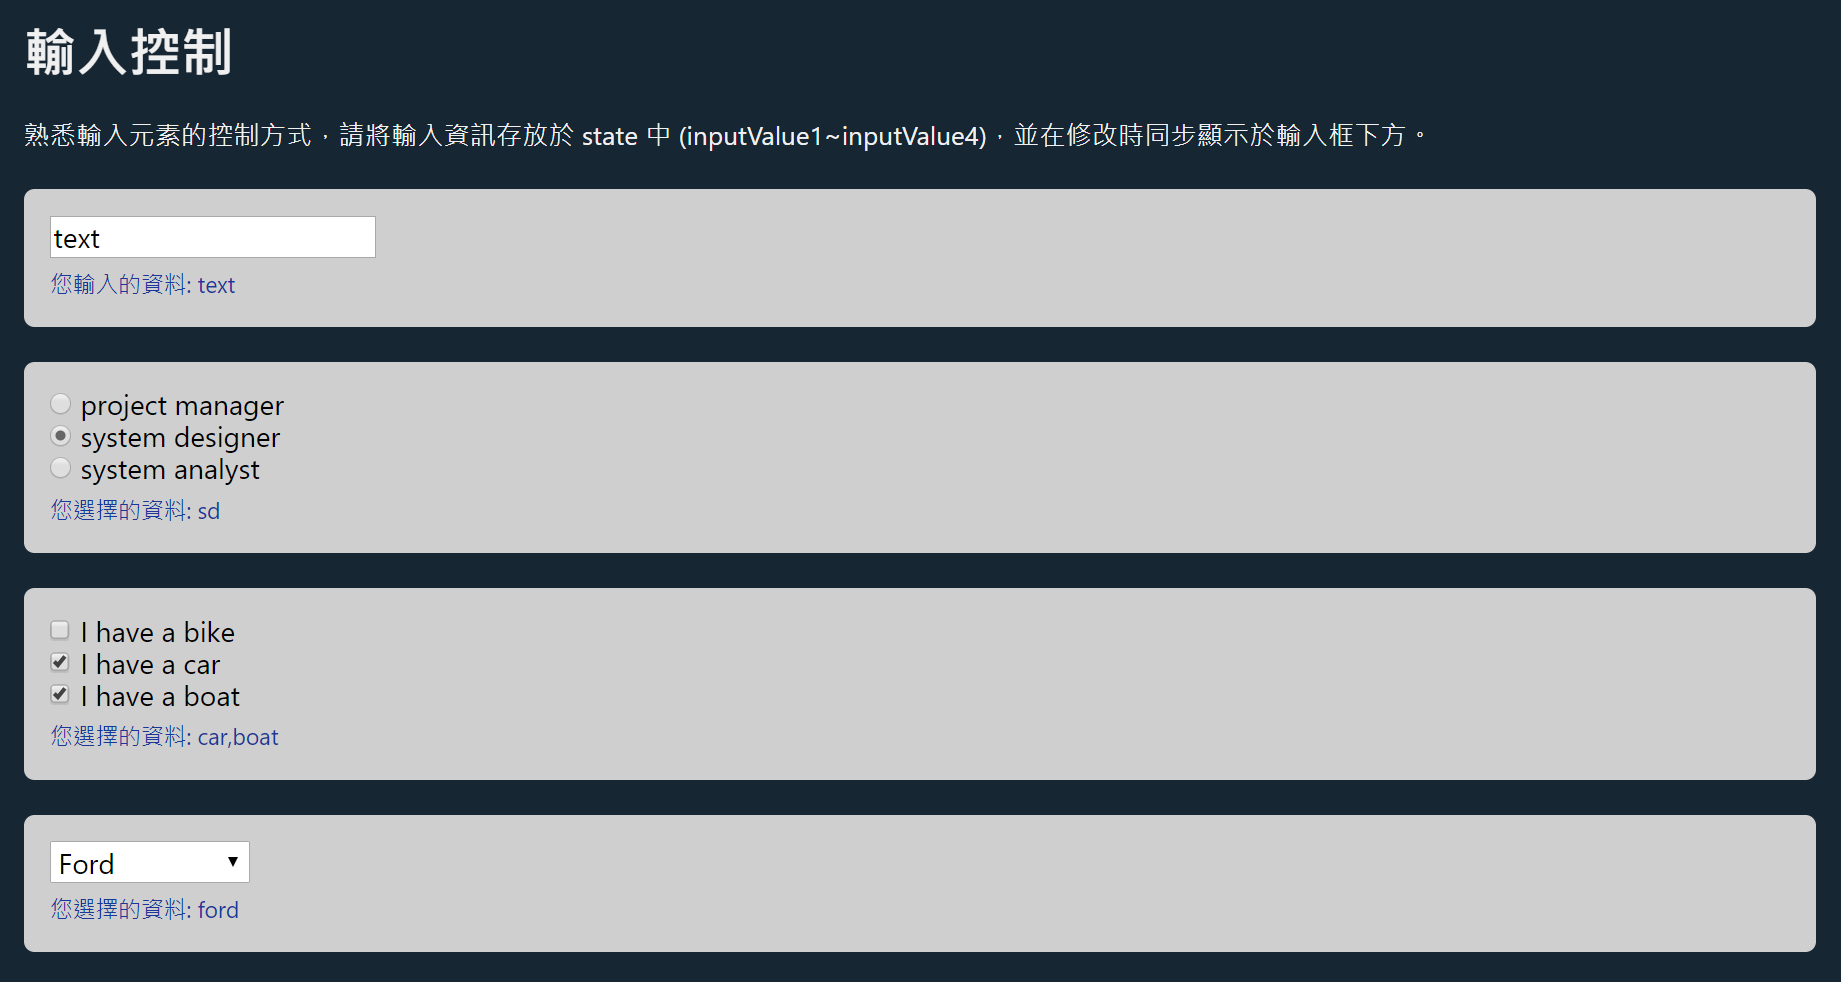 輸入控制
熟悉輸入元素的控制方式，請將輸入資訊存放於 state 中 (inputValue1~inputValue4)，並在修改時同步顯示於輸入框下方。
text
您輸入的資料: text
project manager
system designer
system analyst
您選擇的資料: sd
I have a bike
I have a car
I have a boat
您選擇的資料: car,boat
Ford
您選擇的資料: ford